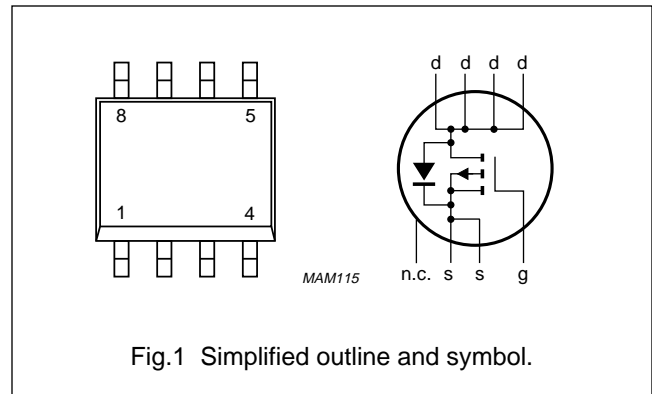 d d d d
8 5
1 4
MAM115
n.c. s s g
Fig.1 Simplified outline and symbol.